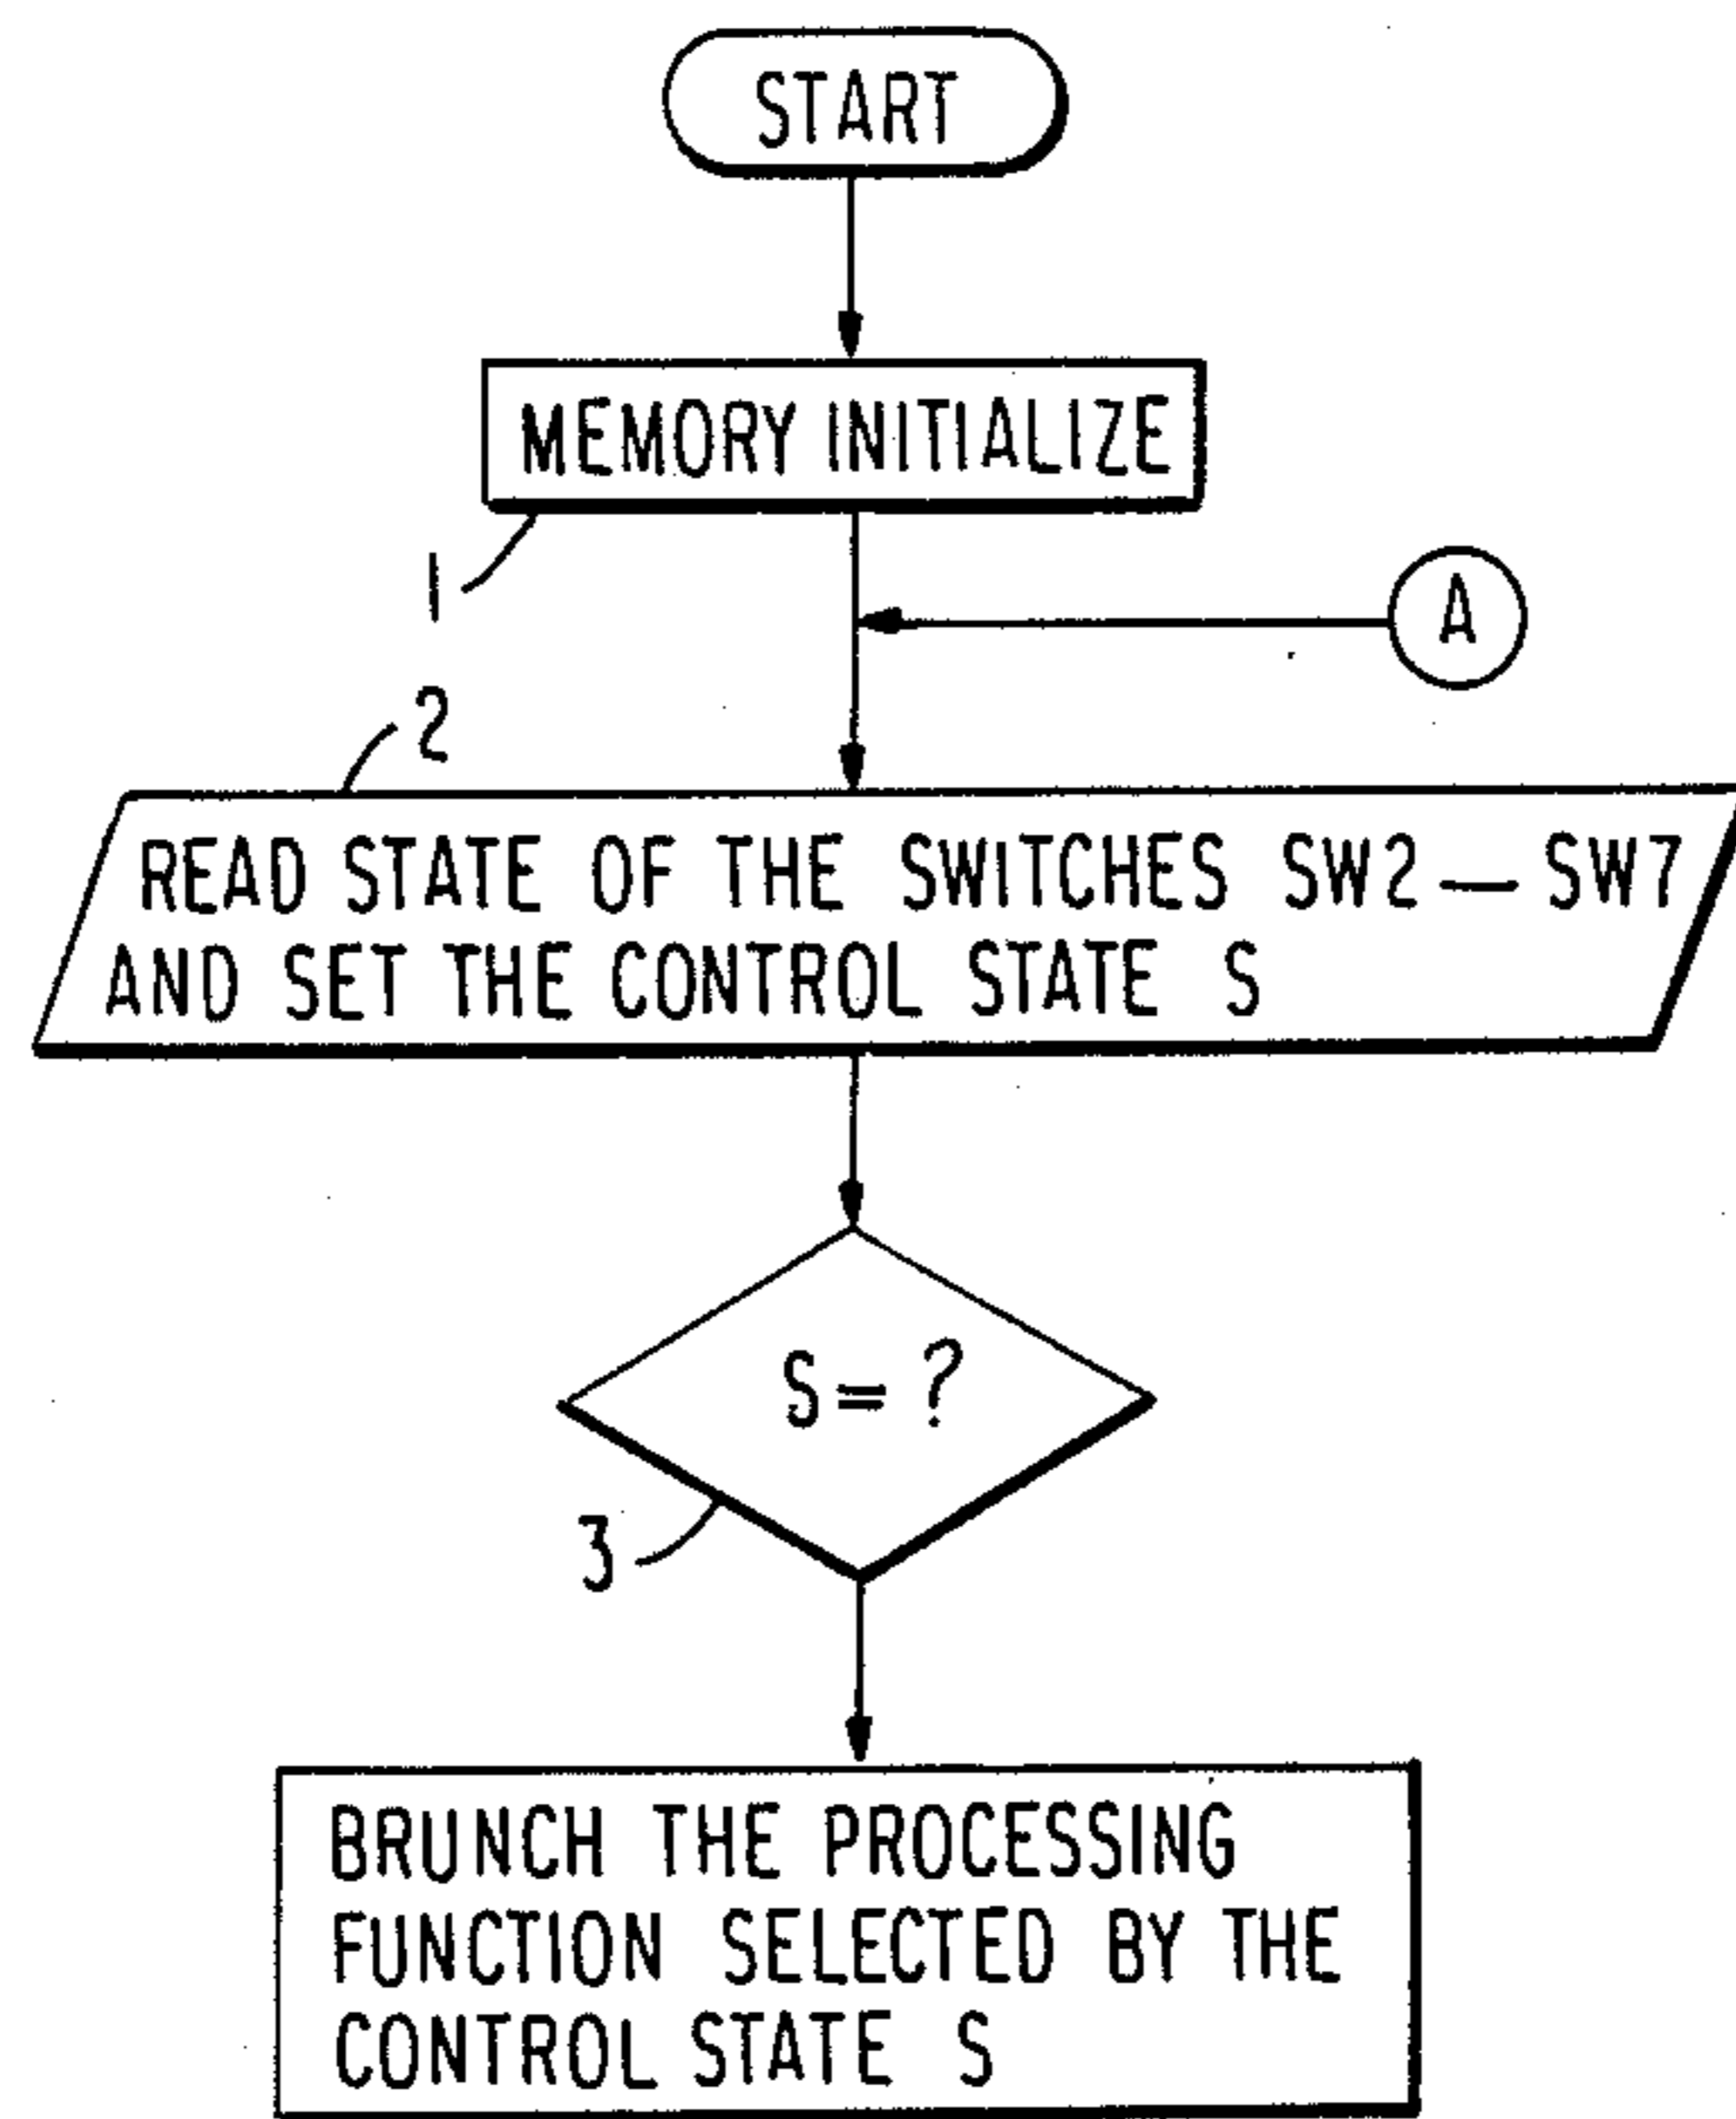 START
MEMORY INITIALIZE
1
A
2
READ STATE OF THE SWITCHES SW2—SW7
AND SET THE CONTROL STATE S
S=?
3
BRUNCH THE PROCESSING
FUNCTION SELECTED BY THE
CONTROL STATE S